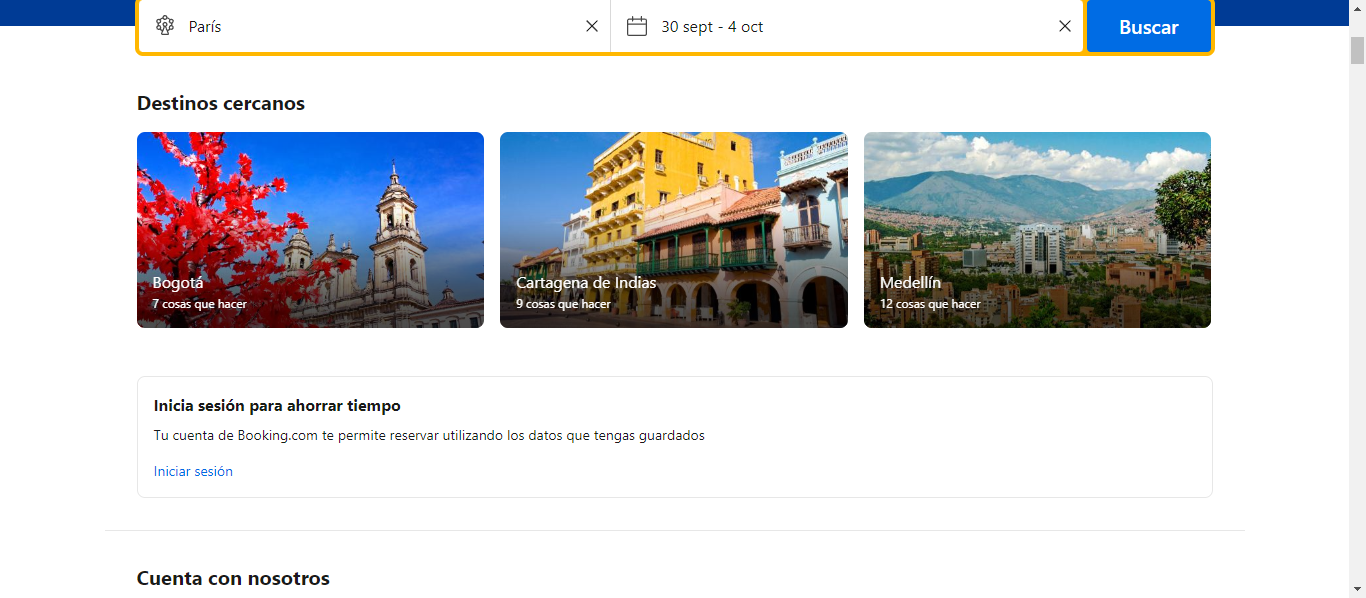 París
30 sept - 4 oct
Buscar
Destinos cercanos
Bogotá
7 cosas que hacer
Cartagena de Indias
9 cosas que hacer
Medellín
12 cosas que hacer
Inicia sesión para ahorrar tiempo
Tu cuenta de Booking.com te permite reservar utilizando los datos que tengas guardados
Iniciar sesión
Cuenta con nosotros